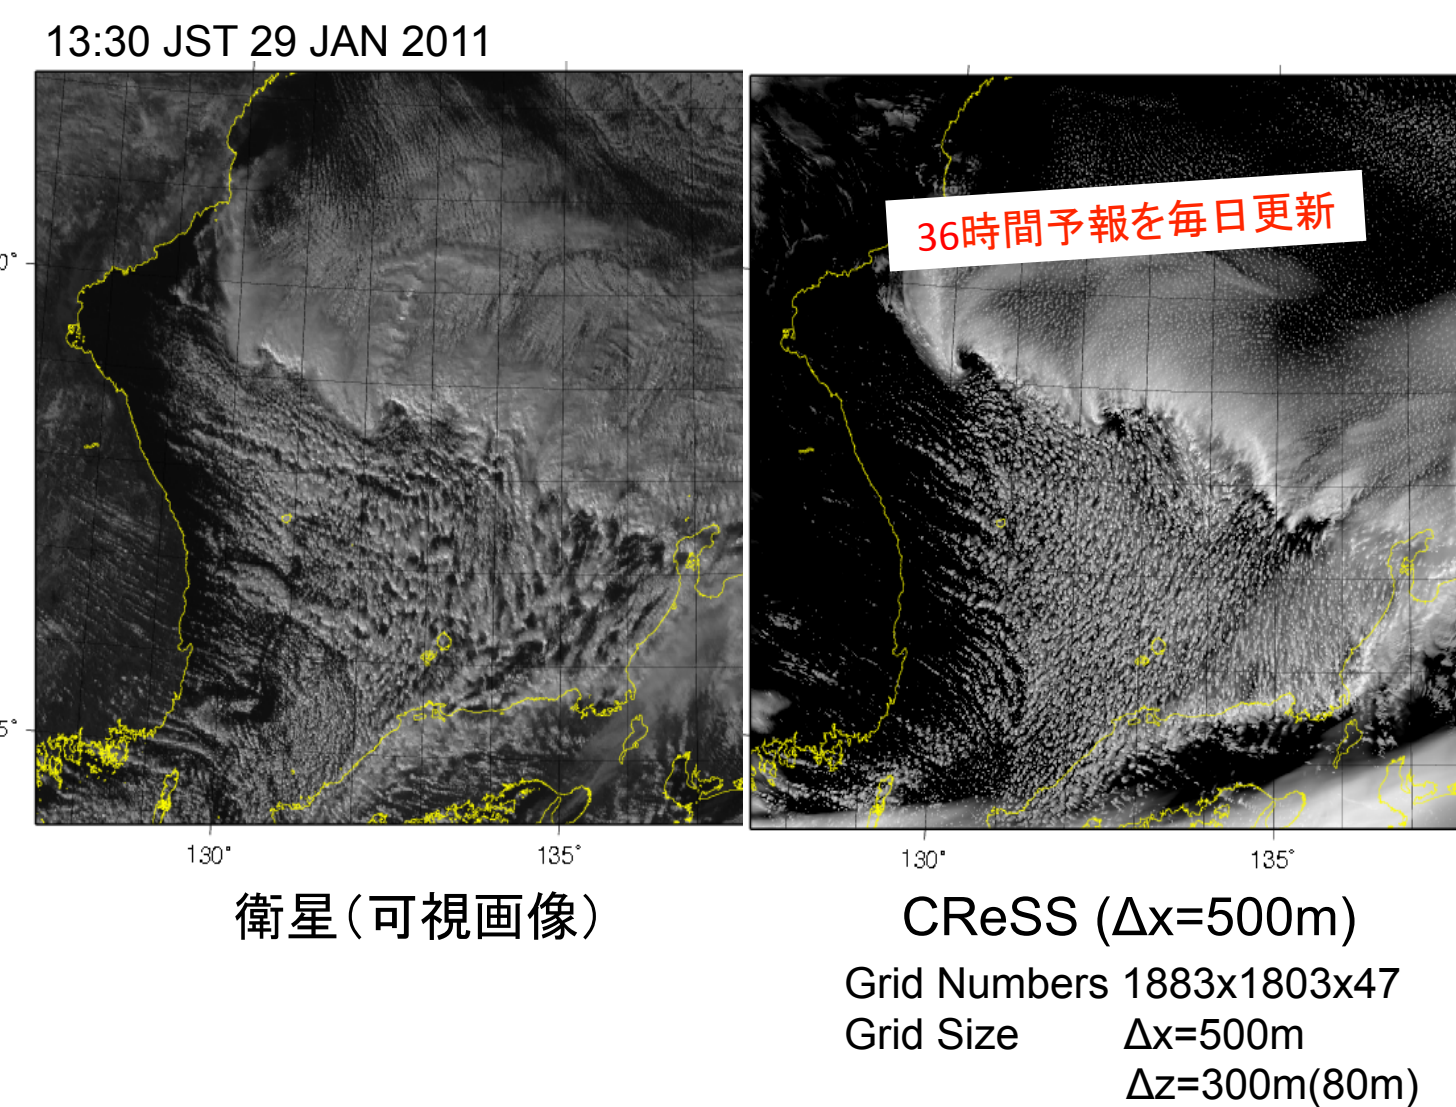 13:30 JST 29 JAN 2011
36時間予報を毎日更新
0°
5°
130°
135°
130°
135°
衛星（可視画像）
CReSS (Δx=500m)
Grid Numbers 1883x1803x47
Grid Size Δx=500m
Δz=300m(80m)